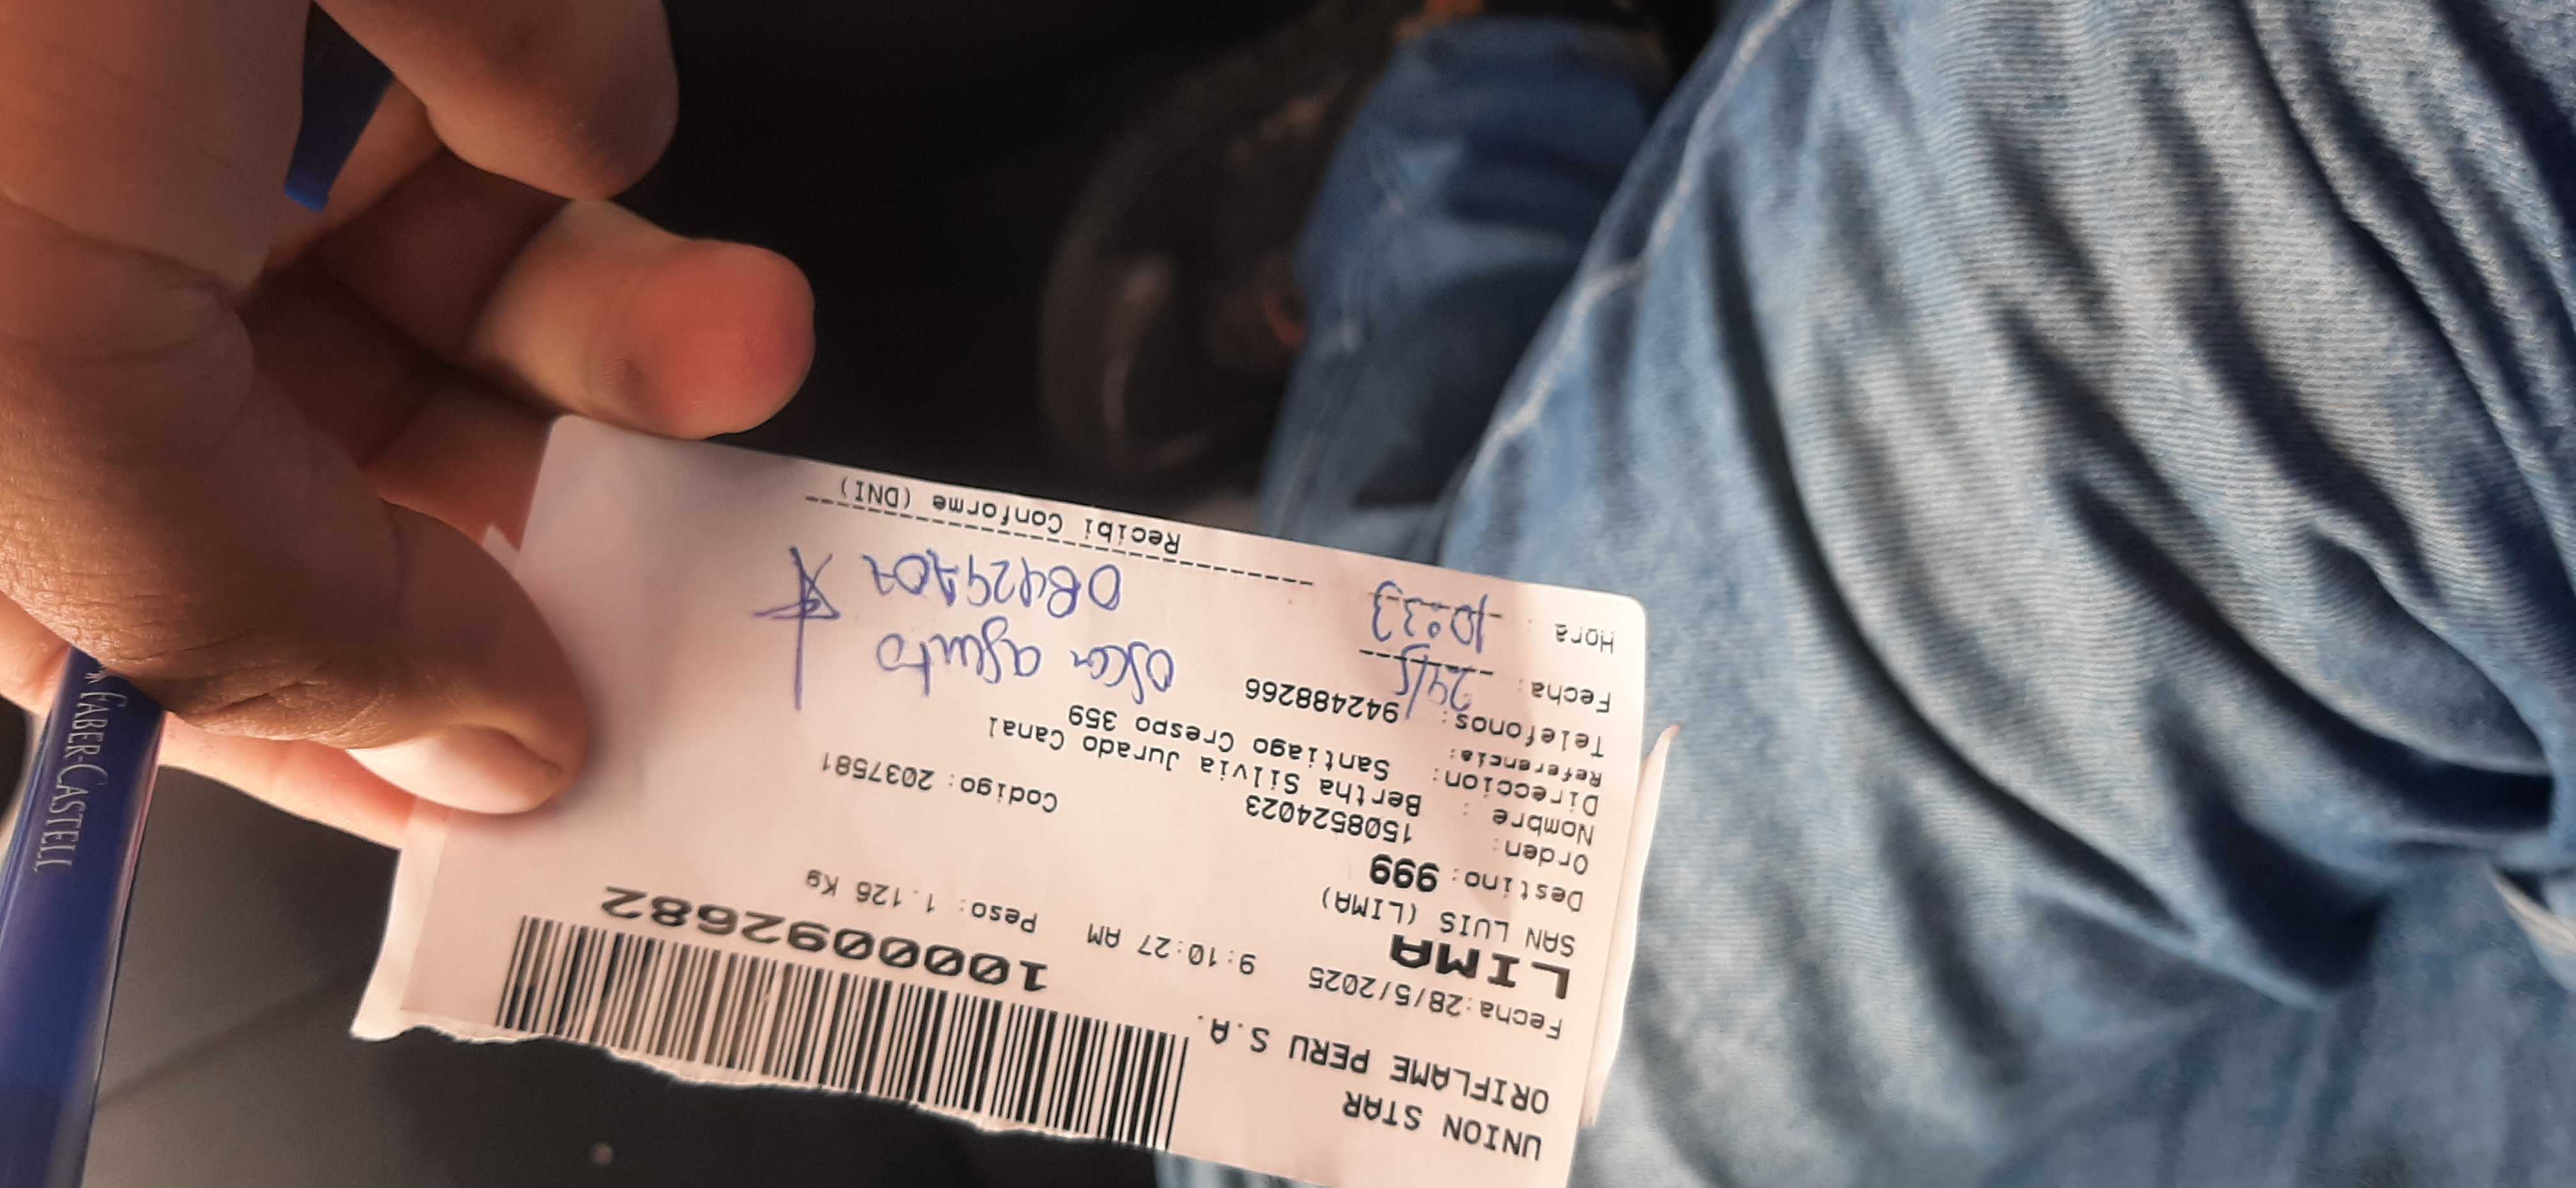 UNION STAR
ORIFLAME PERU S.A.
Fecha:28/5/2025 9:10:27 AM Peso: 1.126 Kg
1000092682
LIMA
SAN LUIS (LIMA)
Destino: 999
Orden: 1508524023 Codigo: 2037581
Nombre : Bertha Silvia Jurado Canal
Direccion: Santiago Crespo 359
Referencia:
Telefonos: 942488266
Fecha: 29/5
Hora : 10:33
Recibi Conforme (DNI)
FABER-CASTELL